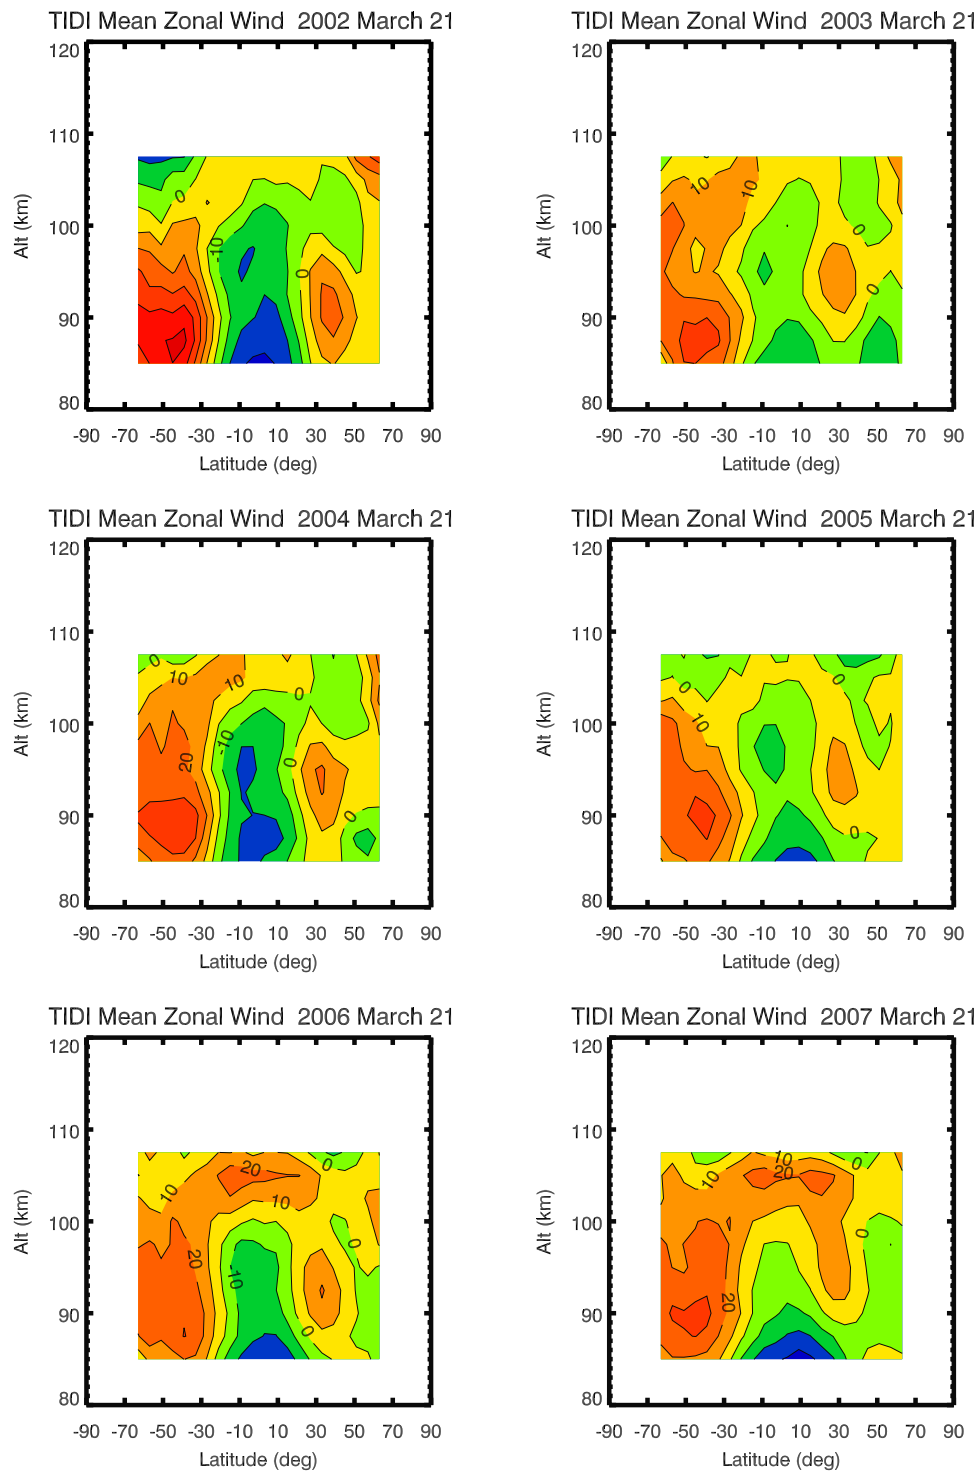 TIDI Mean Zonal Wind 2002 March 21
120
110
100
90
80
Alt (km)
0
-10
0
-90 -70 -50 -30 -10 10 30 50 70 90
Latitude (deg)
TIDI Mean Zonal Wind 2003 March 21
120
110
100
90
80
Alt (km)
10
10
0
0
-90 -70 -50 -30 -10 10 30 50 70 90
Latitude (deg)
TIDI Mean Zonal Wind 2004 March 21
120
110
100
90
80
Alt (km)
0
10
10
0
-10
20
0
0
-90 -70 -50 -30 -10 10 30 50 70 90
Latitude (deg)
TIDI Mean Zonal Wind 2005 March 21
120
110
100
90
80
Alt (km)
0
0
10
0
-90 -70 -50 -30 -10 10 30 50 70 90
Latitude (deg)
TIDI Mean Zonal Wind 2006 March 21
120
110
100
90
80
Alt (km)
20
0
10
10
0
20
-10
0
-90 -70 -50 -30 -10 10 30 50 70 90
Latitude (deg)
TIDI Mean Zonal Wind 2007 March 21
120
110
100
90
80
Alt (km)
10
0
20
10
0
20
-90 -70 -50 -30 -10 10 30 50 70 90
Latitude (deg)